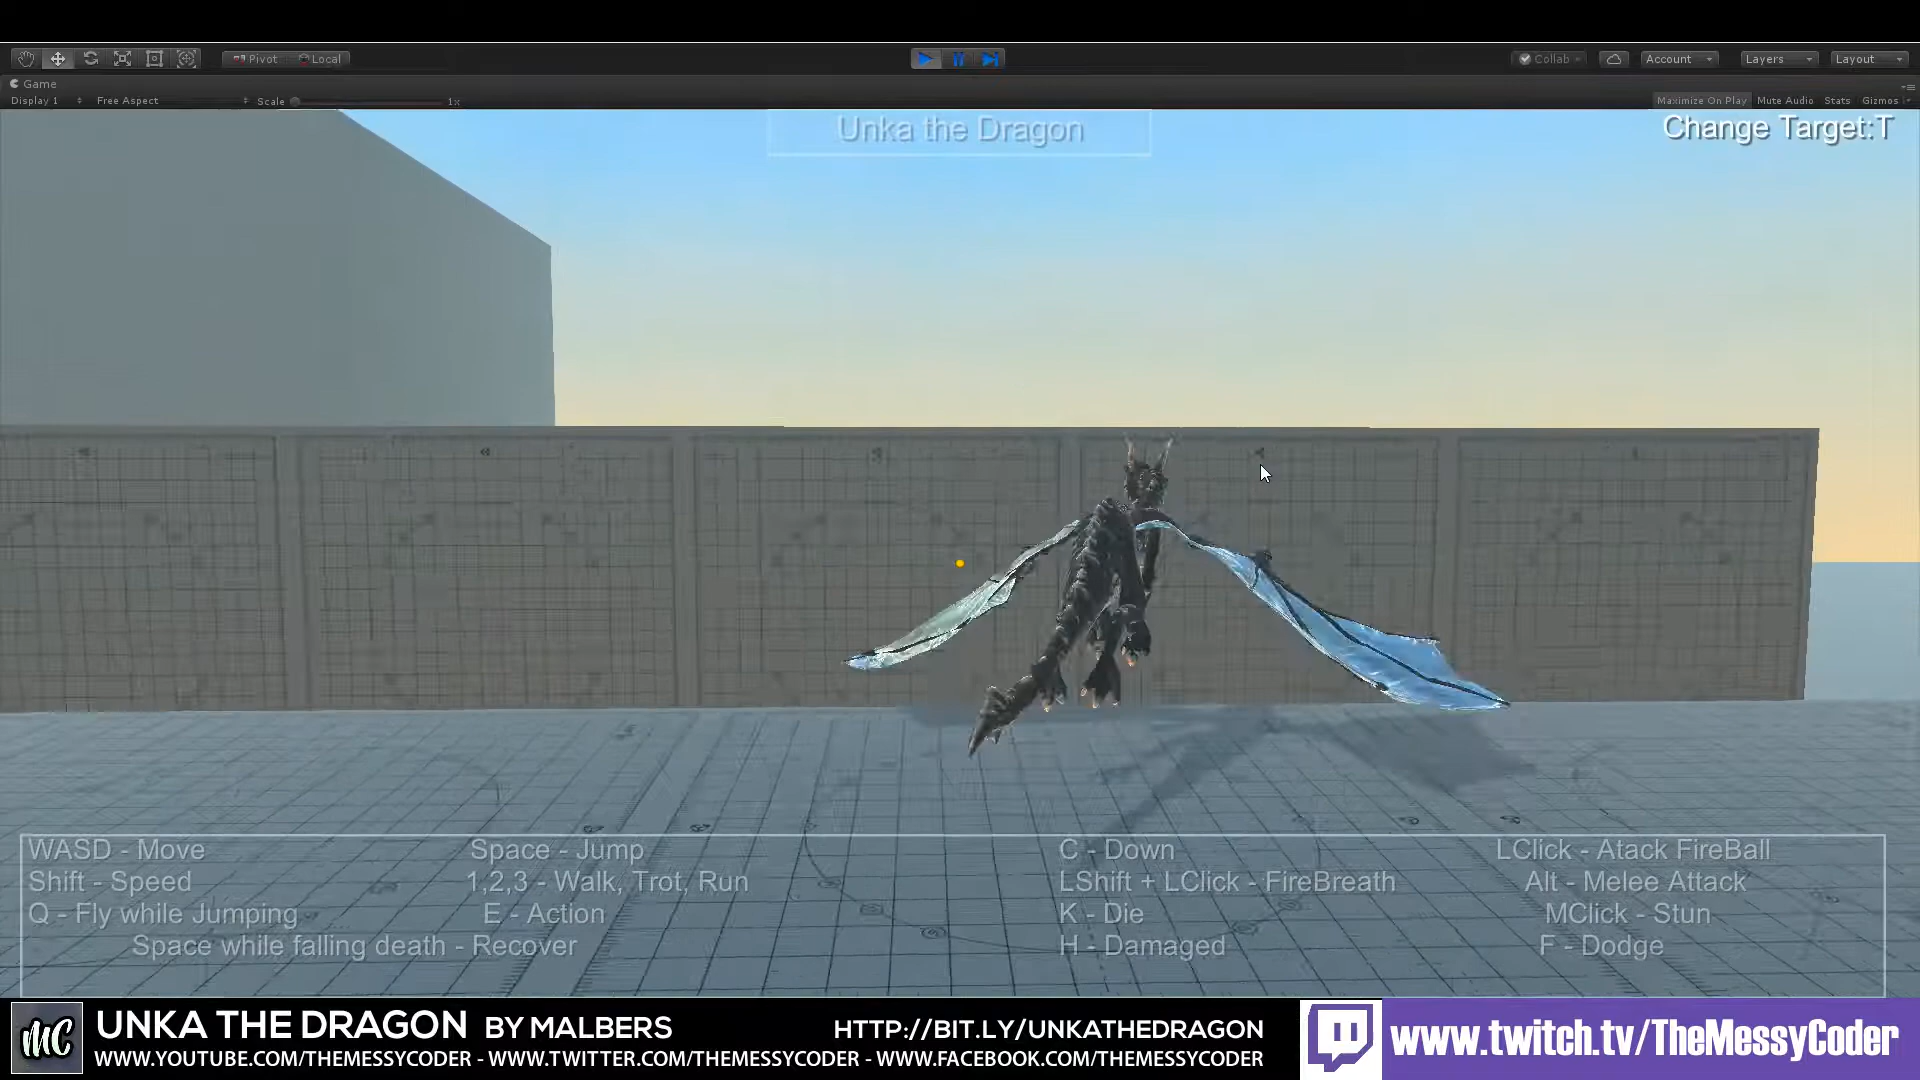 Pivot Local Collab Account Layers Layout
Game
Display 1 Free Aspect Scale 1x Maximize On Play Mute Audio Stats Gizmos
Unka the Dragon
Change Target:T
WASD - Move Space - Jump C - Down LClick - Atack FireBall
Shift - Speed 1,2,3 - Walk, Trot, Run LShift + LClick - FireBreath Alt - Melee Attack
Q - Fly while Jumping E - Action K - Die MClick - Stun
Space while falling death - Recover H - Damaged F - Dodge
MC UNKA THE DRAGON BY MALBERS HTTP://BIT.LY/UNKATHEDRAGON
WWW.YOUTUBE.COM/THEMESSYCODER - WWW.TWITTER.COM/THEMESSYCODER - WWW.FACEBOOK.COM/THEMESSYCODER
www.twitch.tv/TheMessyCoder